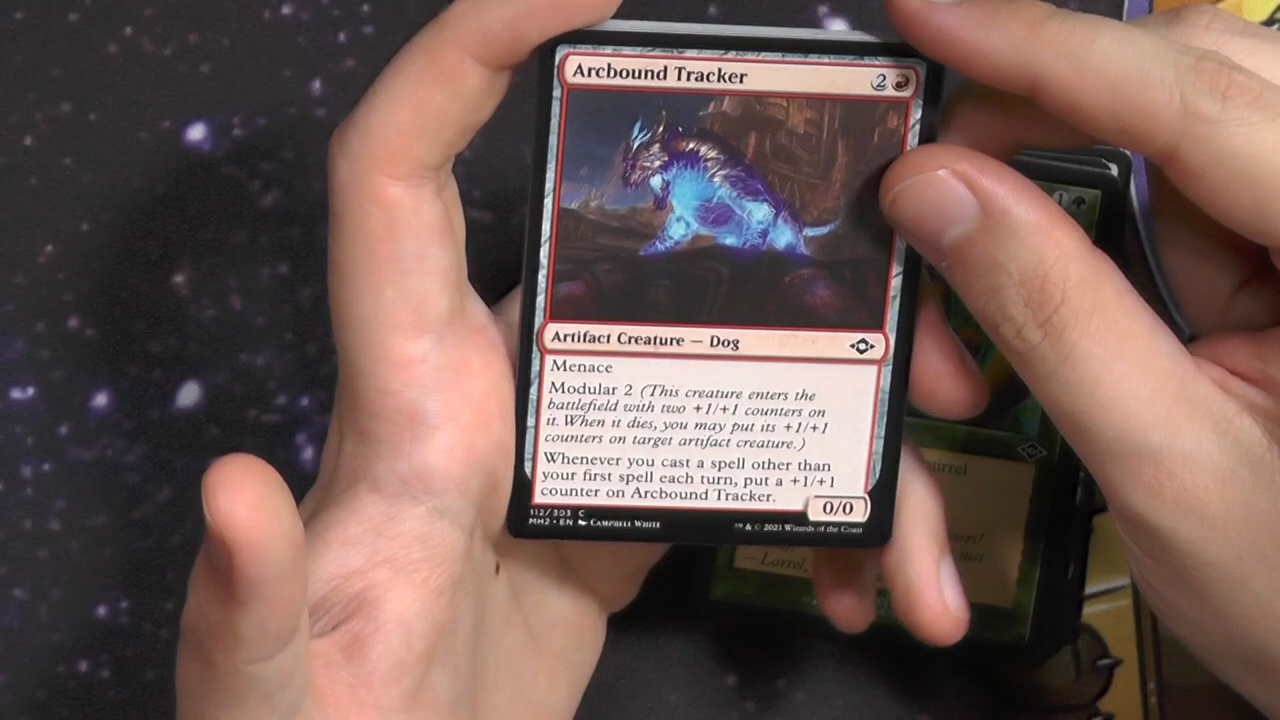 Arcbound Tracker 2
1
Artifact Creature — Dog
Menace
Modular 2 (This creature enters the
battlefield with two +1/+1 counters on
it. When it dies, you may put its +1/+1
counters on target artifact creature.)
Whenever you cast a spell other than
your first spell each turn, put a +1/+1
counter on Arcbound Tracker.
0/0
112/303 C
MH2 • EN CAMPBELL WHITE
™ & © 2021 Wizards of the Coast
—Larrel,